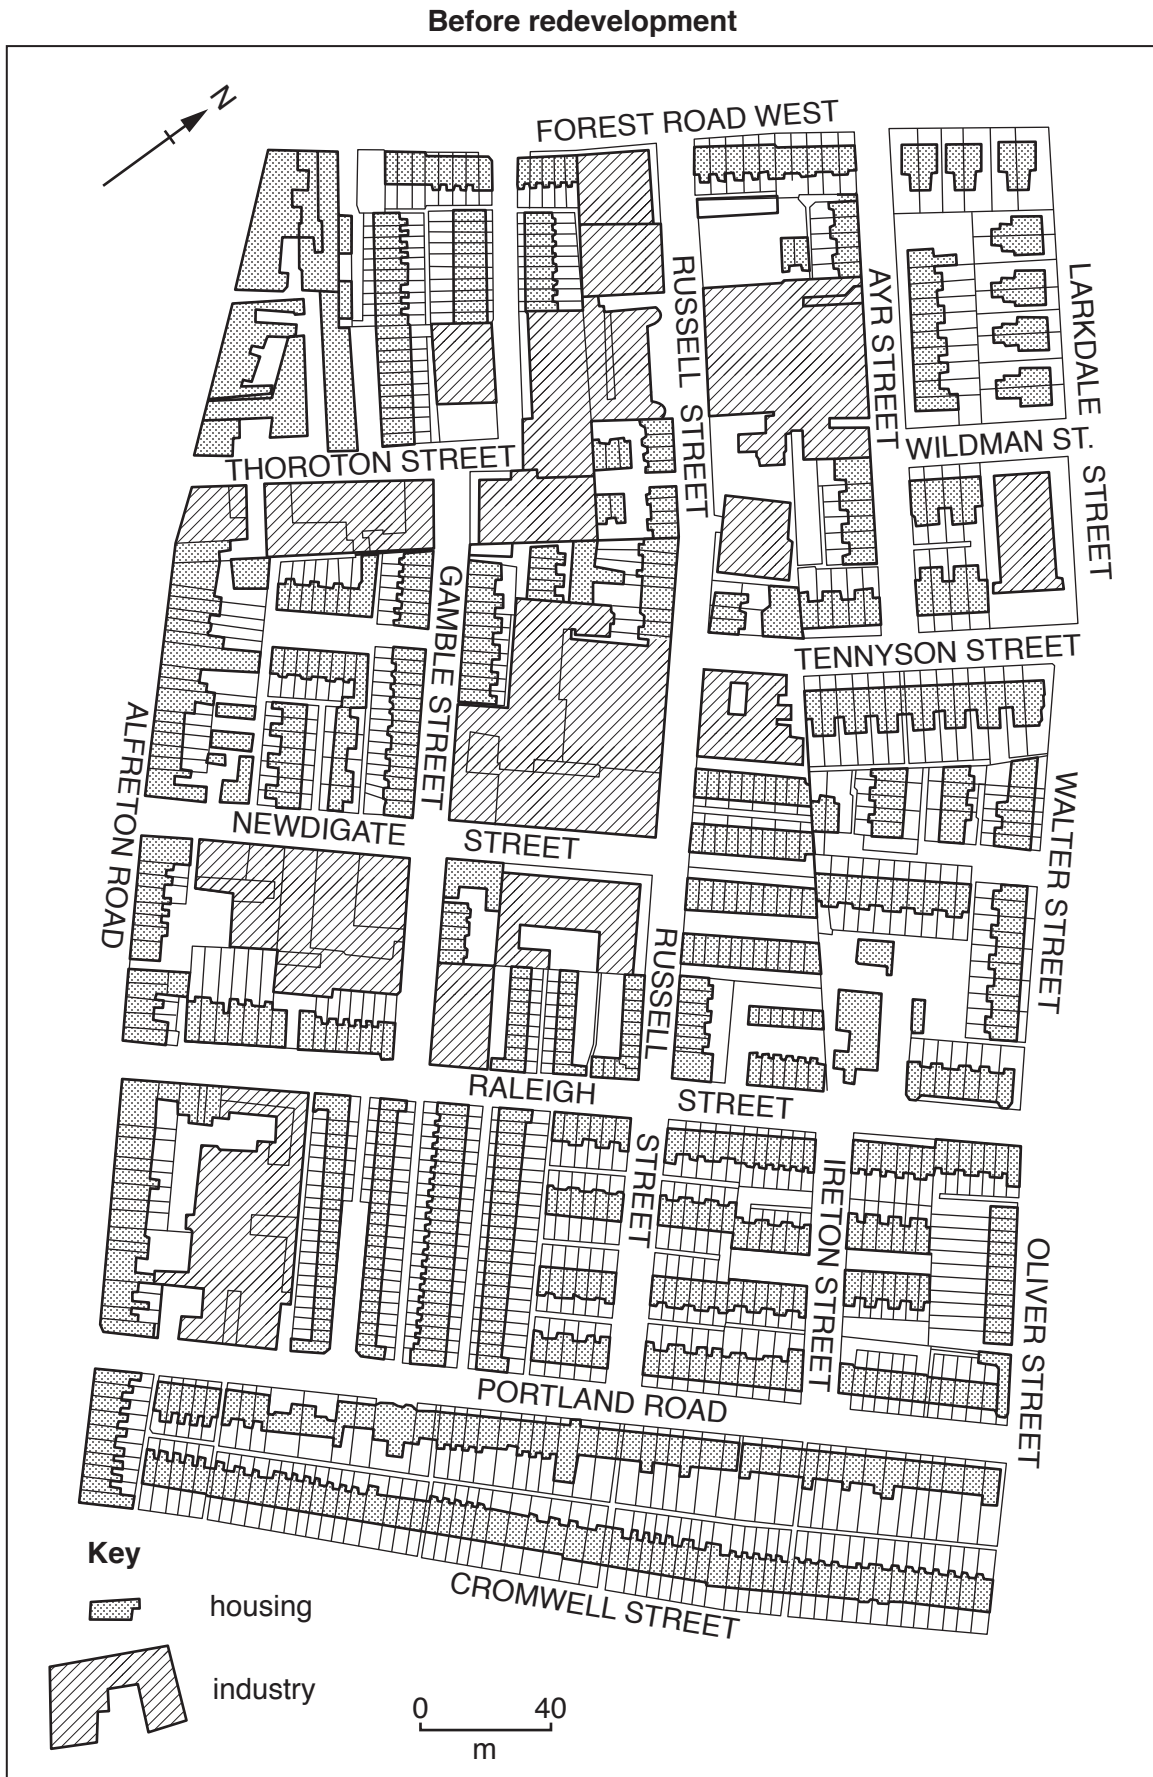 Before redevelopment
N
FOREST ROAD WEST
RUSSELL STREET
AYR STREET
LARKDALE STREET
WILDMAN ST.
THOROTON STREET
GAMBLE STREET
TENNYSON STREET
ALFRETON ROAD
NEWDIGATE STREET
WALTER STREET
RUSSELL STREET
RALEIGH STREET
IRETON STREET
OLIVER STREET
PORTLAND ROAD
CROMWELL STREET
Key
housing
industry
0 40
m